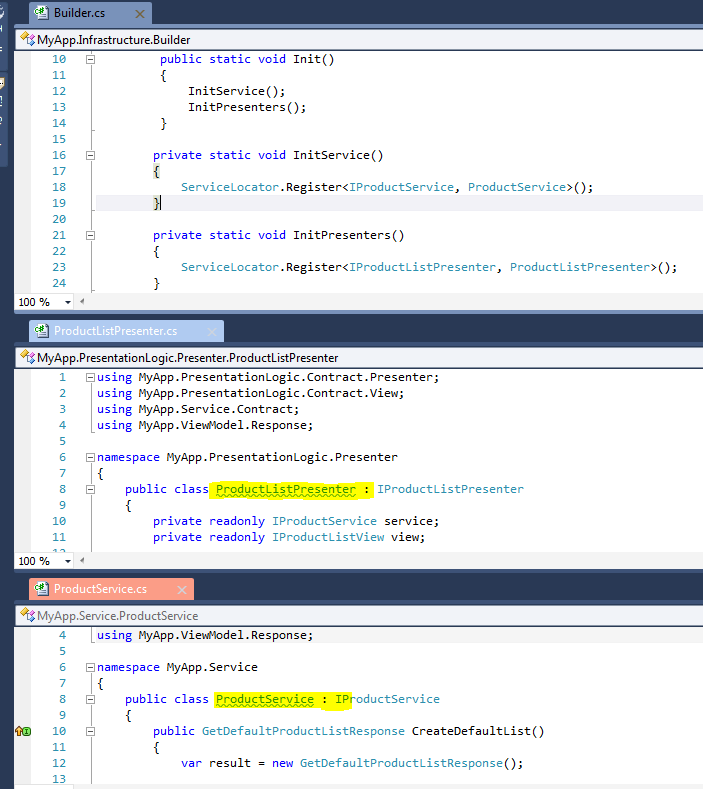 Builder.cs
MyApp.Infrastructure.Builder
10 public static void Init()
11 {
12 InitService();
13 InitPresenters();
14 }
15
16 private static void InitService()
17 {
18 ServiceLocator.Register<IProductService, ProductService>();
19 }
20
21 private static void InitPresenters()
22 {
23 ServiceLocator.Register<IProductListPresenter, ProductListPresenter>();
24 }
100 %
ProductListPresenter.cs
MyApp.PresentationLogic.Presenter.ProductListPresenter
1 using MyApp.PresentationLogic.Contract.Presenter;
2 using MyApp.PresentationLogic.Contract.View;
3 using MyApp.Service.Contract;
4 using MyApp.ViewModel.Response;
5
6 namespace MyApp.PresentationLogic.Presenter
7 {
8 public class ProductListPresenter : IProductListPresenter
9 {
10 private readonly IProductService service;
11 private readonly IProductListView view;
100 %
ProductService.cs
MyApp.Service.ProductService
4 using MyApp.ViewModel.Response;
5
6 namespace MyApp.Service
7 {
8 public class ProductService : IProductService
9 {
10 public GetDefaultProductListResponse CreateDefaultList()
11 {
12 var result = new GetDefaultProductListResponse();
13